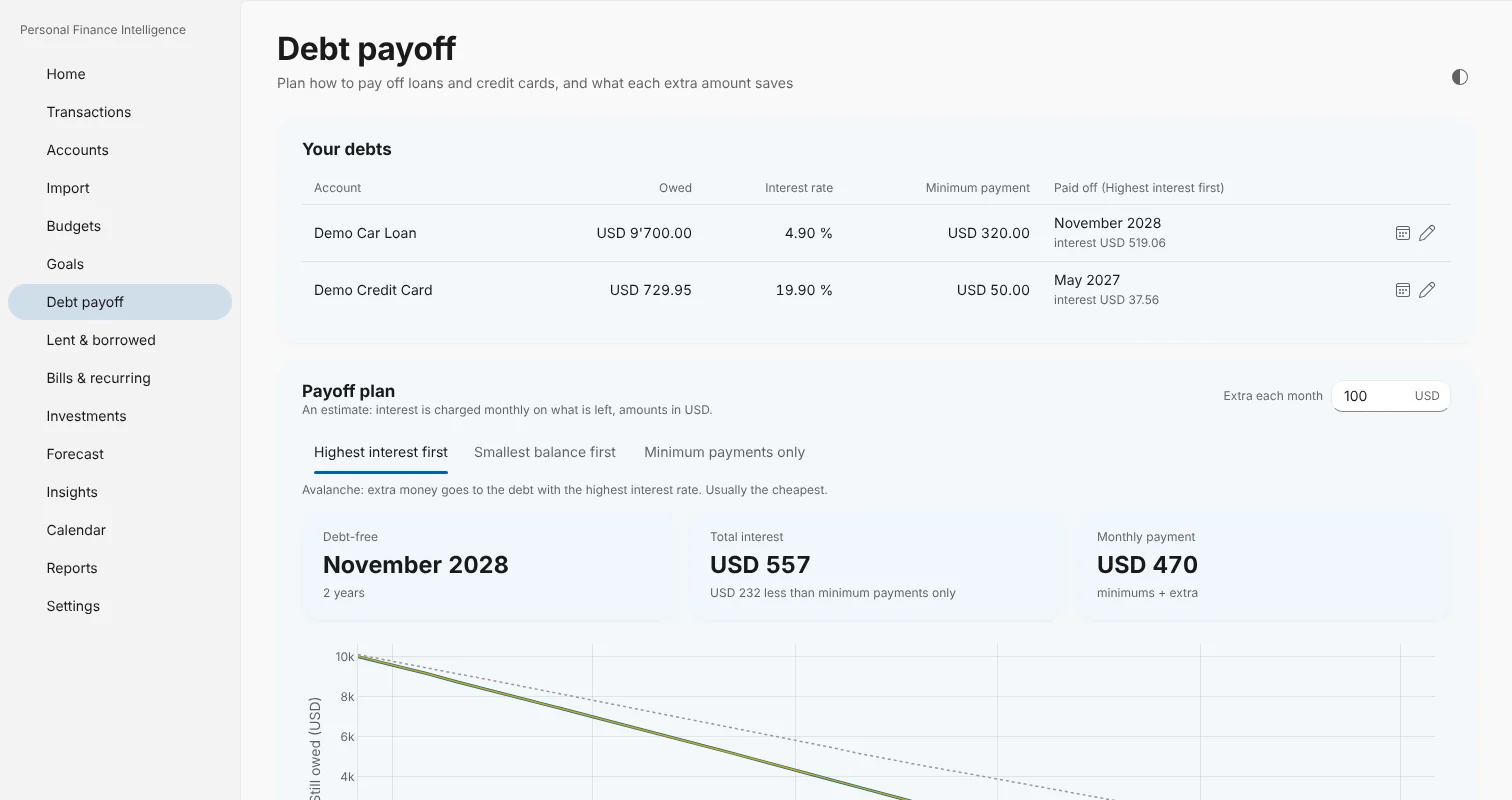 Personal Finance Intelligence
Home
Transactions
Accounts
Import
Budgets
Goals
Debt payoff
Lent & borrowed
Bills & recurring
Investments
Forecast
Insights
Calendar
Reports
Settings
Debt payoff
Plan how to pay off loans and credit cards, and what each extra amount saves
Your debts
Account Owed Interest rate Minimum payment Paid off (Highest interest first)
Demo Car Loan USD 9'700.00 4.90 % USD 320.00 November 2028
interest USD 519.06
Demo Credit Card USD 729.95 19.90 % USD 50.00 May 2027
interest USD 37.56
Payoff plan
An estimate: interest is charged monthly on what is left, amounts in USD.
Extra each month 100 USD
Highest interest first Smallest balance first Minimum payments only
Avalanche: extra money goes to the debt with the highest interest rate. Usually the cheapest.
Debt-free
November 2028
2 years
Total interest
USD 557
USD 232 less than minimum payments only
Monthly payment
USD 470
minimums + extra
10k
8k
6k
4k
Still owed (USD)